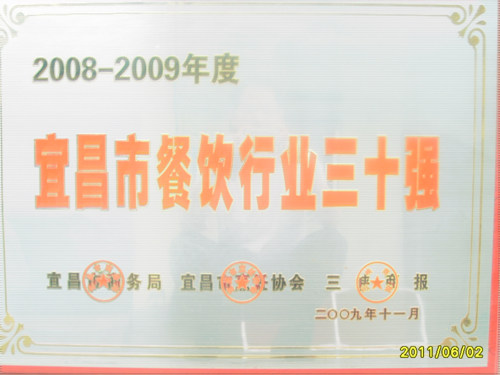 2008-2009年度
宜昌市餐饮行业三十强
宜昌市商务局 宜昌市 协会 三 报
二〇〇九年十一月
2011/06/02